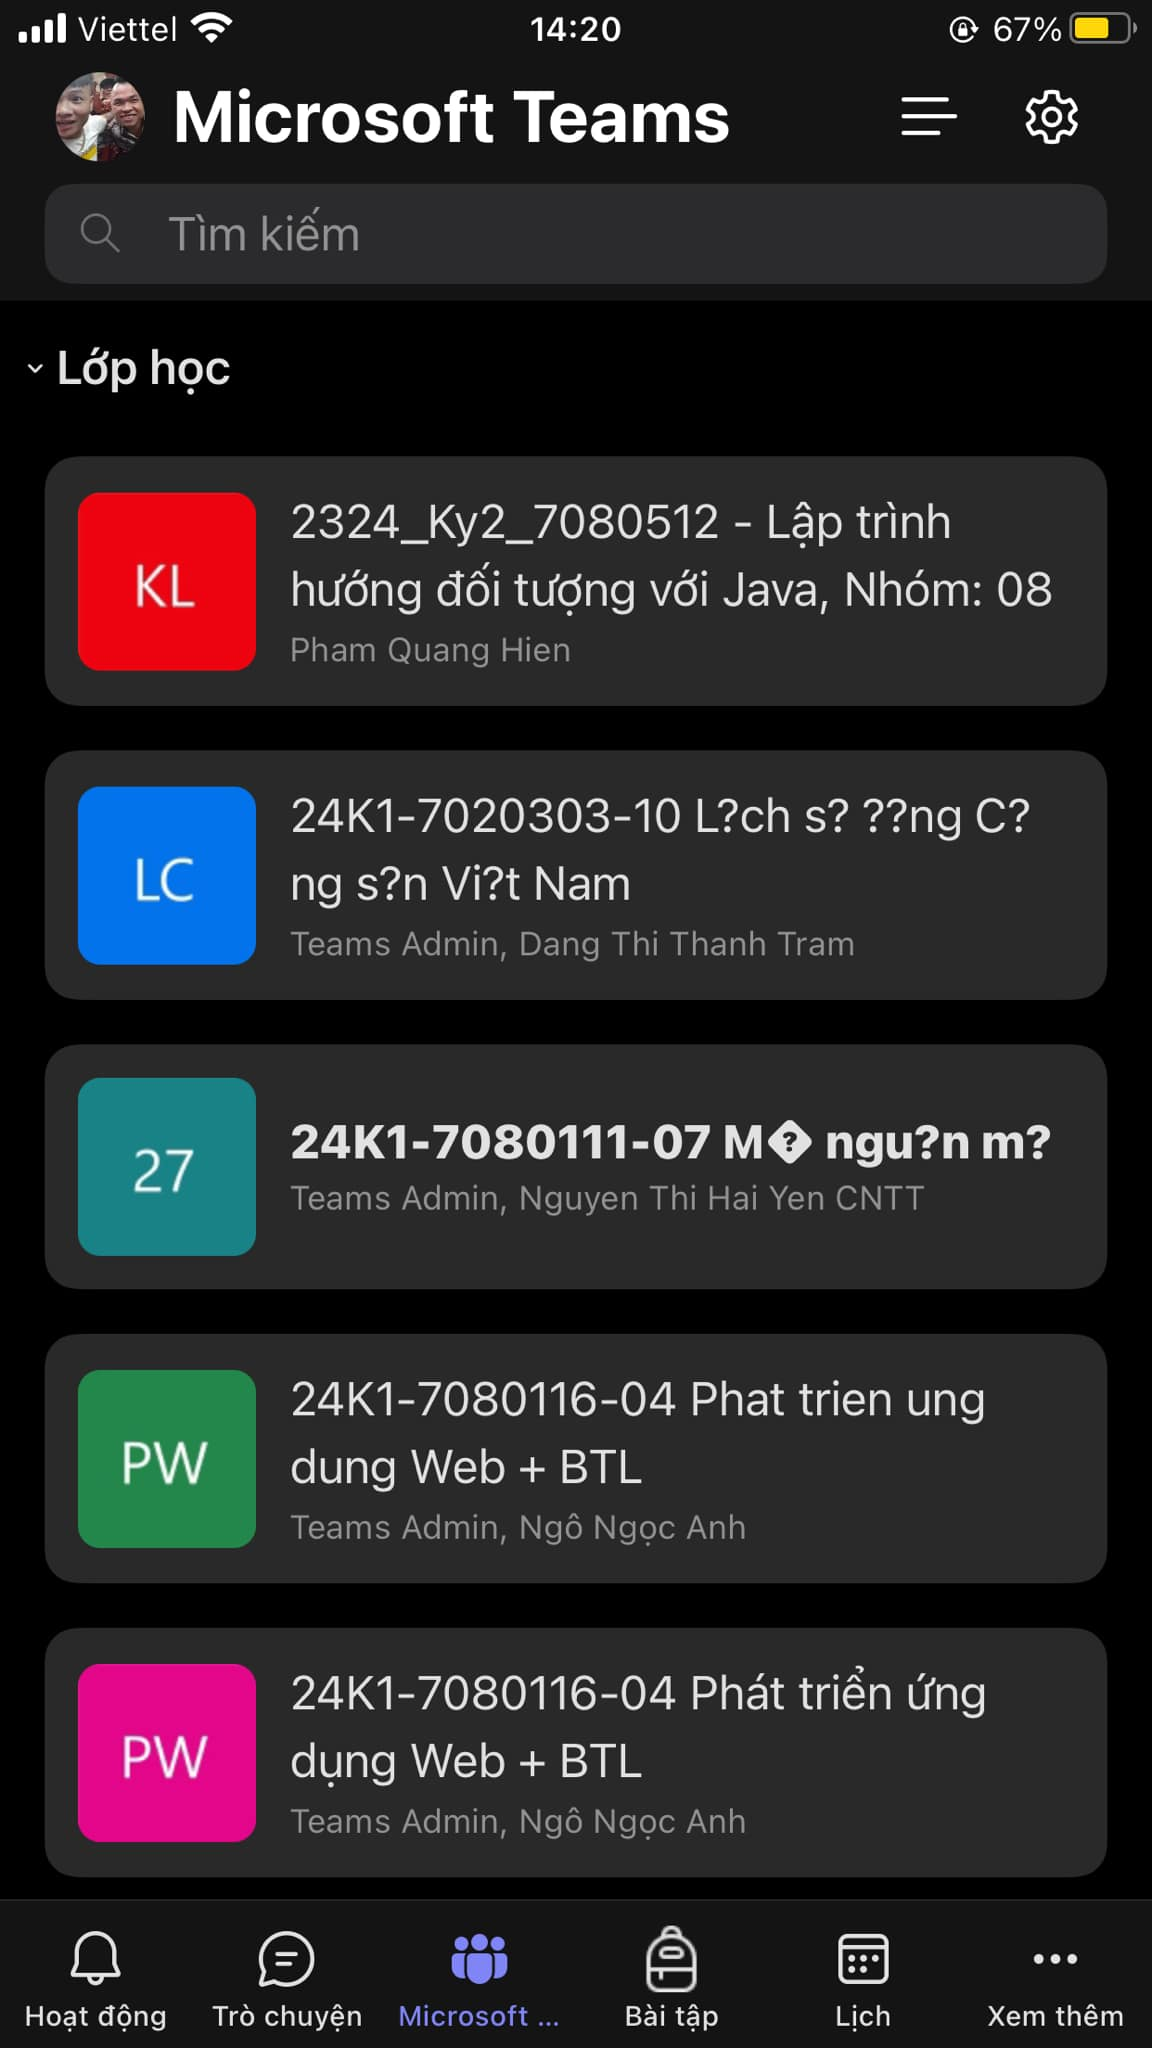 Viettel 14:20 67%
Microsoft Teams
Tìm kiếm
Lớp học
KL
2324_Ky2_7080512 - Lập trình
hướng đối tượng với Java, Nhóm: 08
Pham Quang Hien
LC
24K1-7020303-10 L?ch s? ??ng C?
ng s?n Vi?t Nam
Teams Admin, Dang Thi Thanh Tram
27
24K1-7080111-07 M� ngu?n m?
Teams Admin, Nguyen Thi Hai Yen CNTT
PW
24K1-7080116-04 Phat trien ung
dung Web + BTL
Teams Admin, Ngô Ngọc Anh
PW
24K1-7080116-04 Phát triển ứng
dụng Web + BTL
Teams Admin, Ngô Ngọc Anh
Hoạt động Trò chuyện Microsoft ... Bài tập Lịch Xem thêm